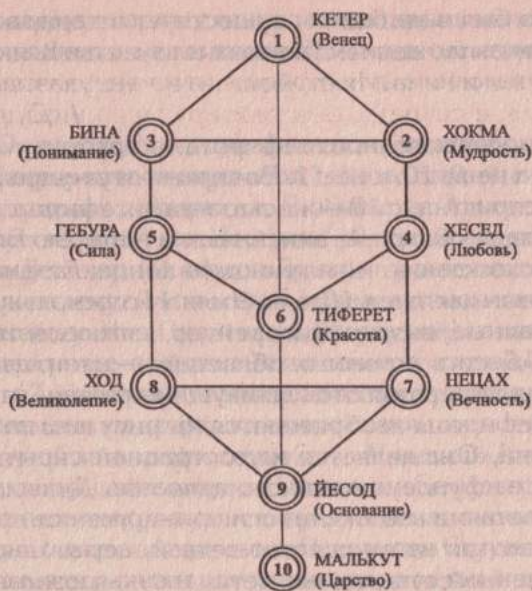 КЕТЕР
(Венец)
1
БИНА
(Понимание)
3
2
ХОКМА
(Мудрость)
ГЕБУРА
(Сила)
5
4
ХЕСЕД
(Любовь)
6
ТИФЕРЕТ
(Красота)
ХОД
(Великолепие)
8
7
НЕЦАХ
(Вечность)
9
ЙЕСОД
(Основание)
10
МАЛЬКУТ
(Царство)